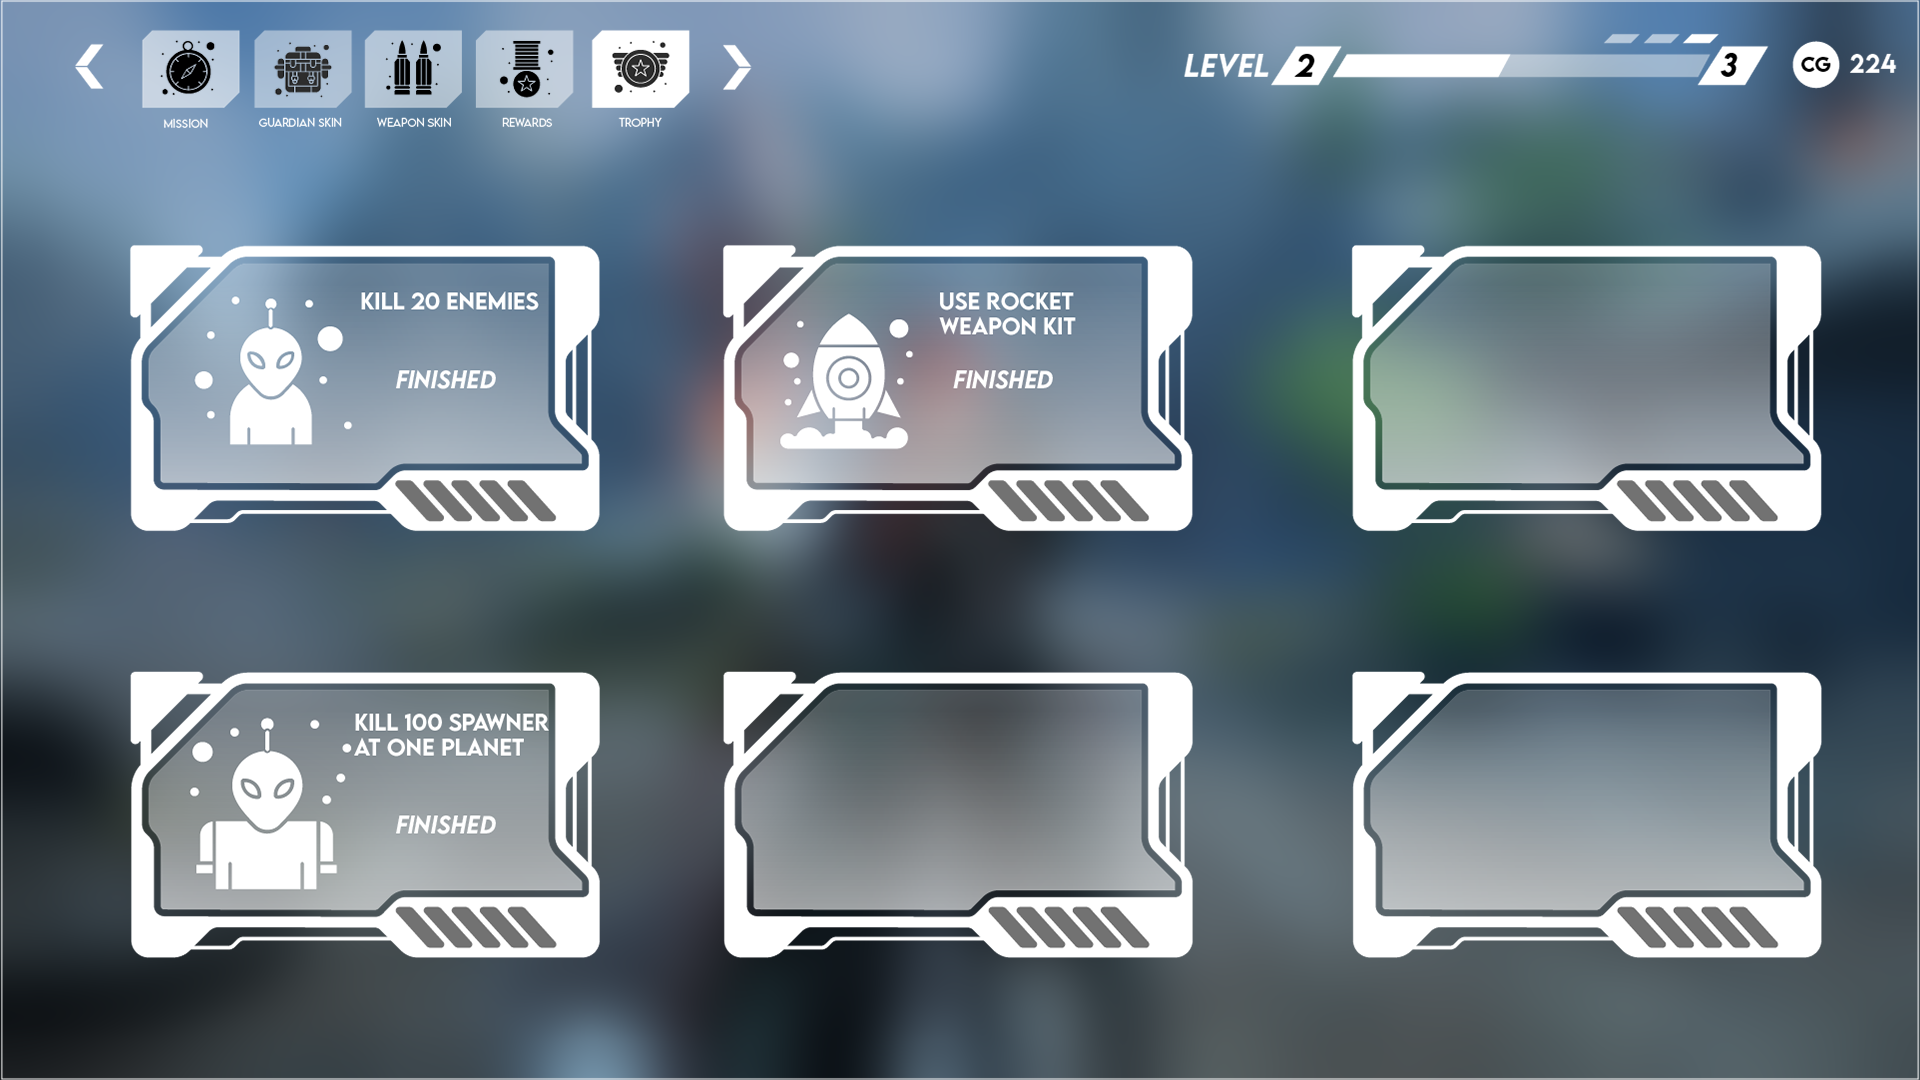 LEVEL 2 3 CG 224
MISSION GUARDIAN SKIN WEAPON SKIN REWARDS TROPHY
KILL 20 ENEMIES
FINISHED
USE ROCKET
WEAPON KIT
FINISHED
KILL 100 SPAWNER
AT ONE PLANET
FINISHED